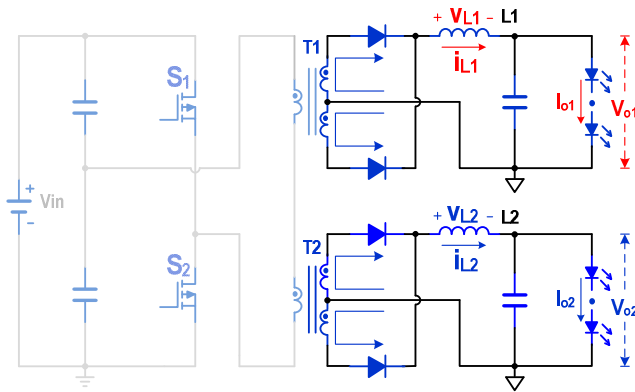 + VL1 - L1
T1
iL1
S1
Io1
Vo1
+
Vin
-
+ VL2 - L2
T2
iL2
S2
Io2
Vo2